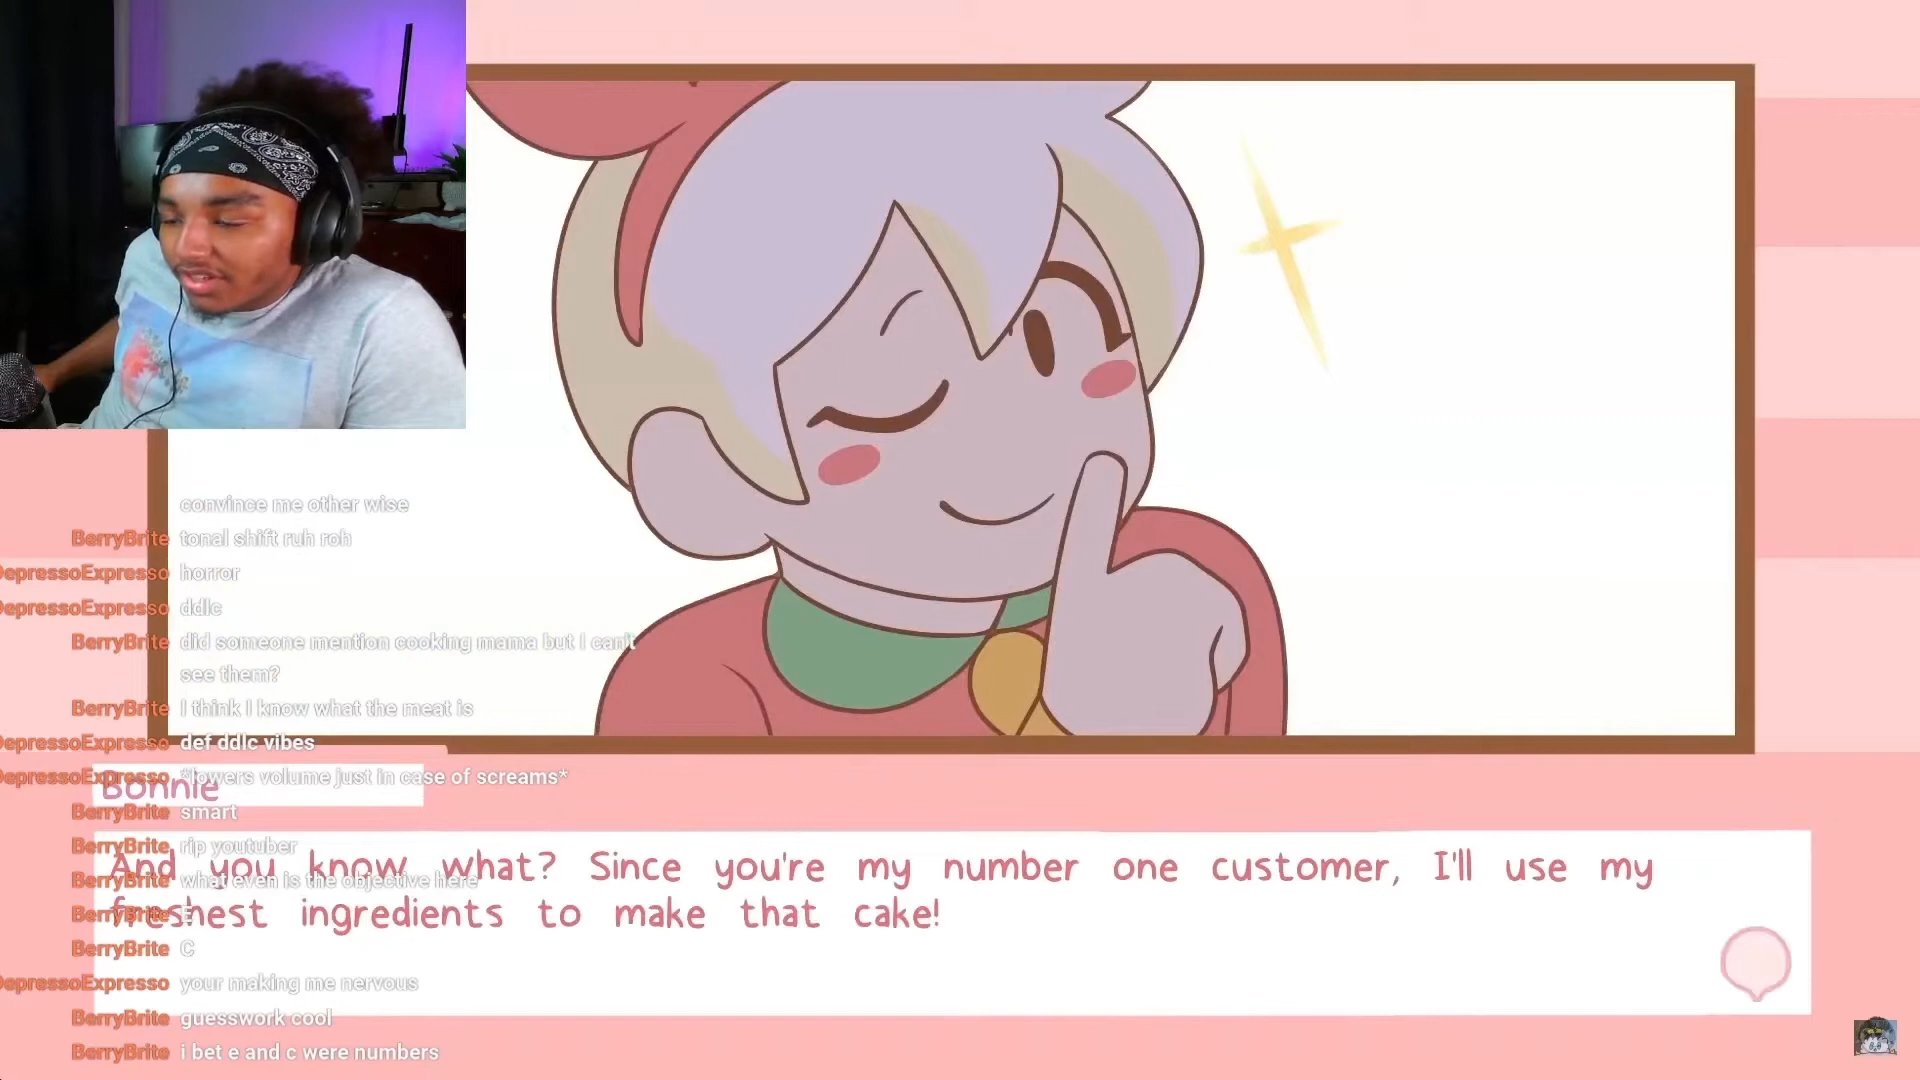 convince me other wise
BerryBrite tonal shift ruh roh
DepressoExpresso horror
DepressoExpresso ddlc
BerryBrite did someone mention cooking mama but I can't
see them?
BerryBrite I think I know what the meat is
DepressoExpresso def ddlc vibes
DepressoExpresso *lowers volume just in case of screams*
Bonnie
BerryBrite smart
BerryBrite rip youtuber
And you know what? Since you're my number one customer, I'll use my
BerryBrite what even is the objective here
freshest ingredients to make that cake!
BerryBrite E
BerryBrite C
DepressoExpresso your making me nervous
BerryBrite guesswork cool
BerryBrite i bet e and c were numbers